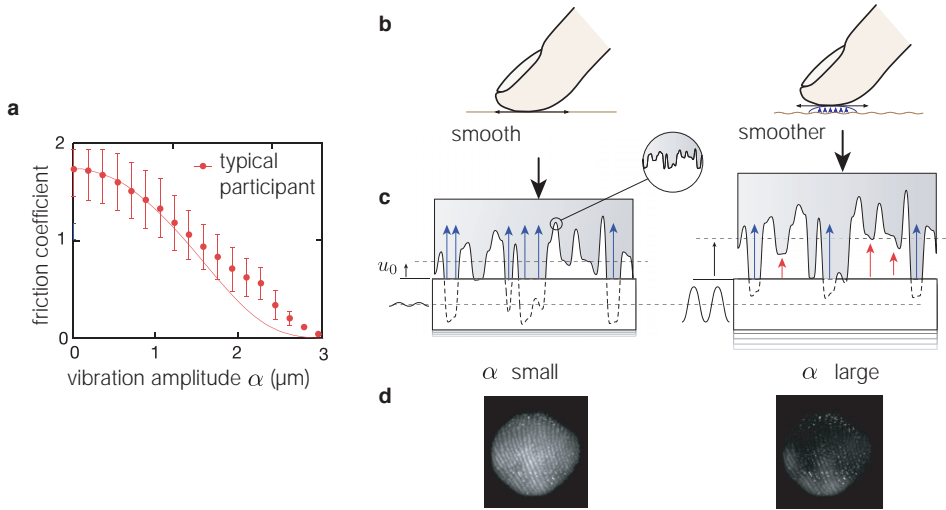 a
2
1
0
0
1
2
3
friction coefficient
vibration amplitude α (μm)
typical
participant
b
smooth
smoother
c
u₀
α small
α large
d